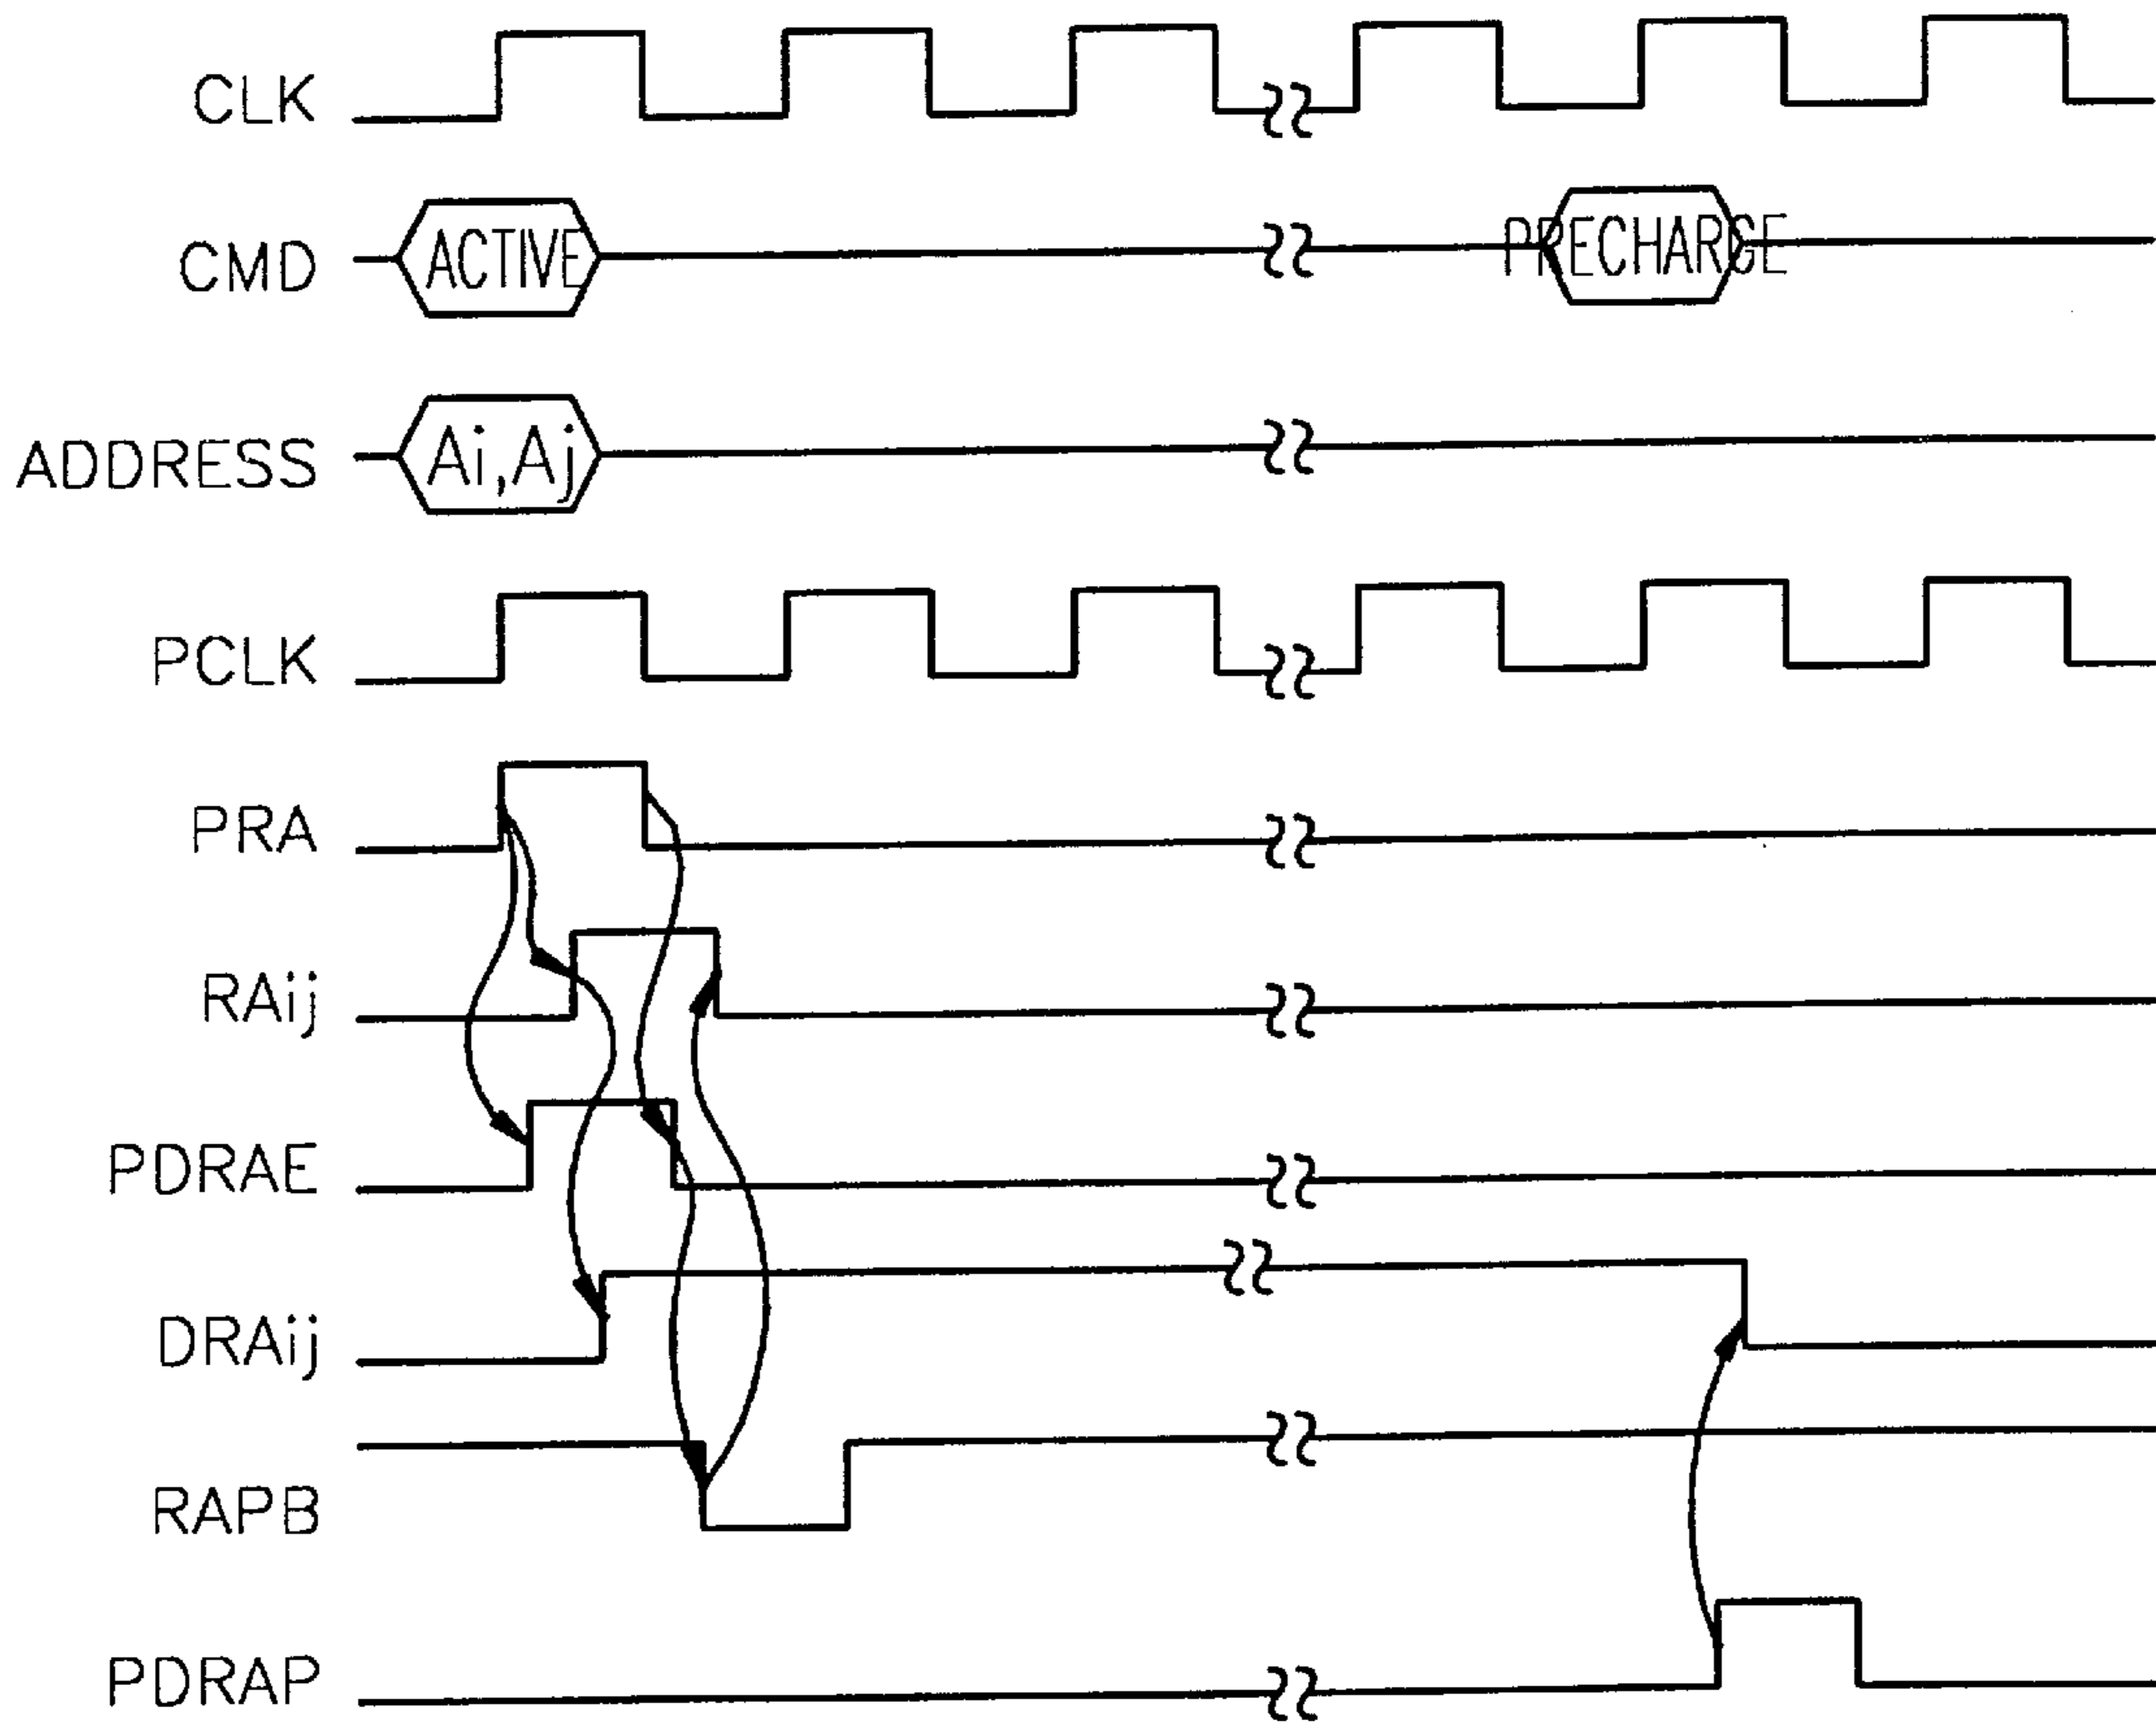 CLK
CMD ACTIVE PRECHARGE
ADDRESS Ai,Aj
PCLK
PRA
RAij
PDRAE
DRAij
RAPB
PDRAP